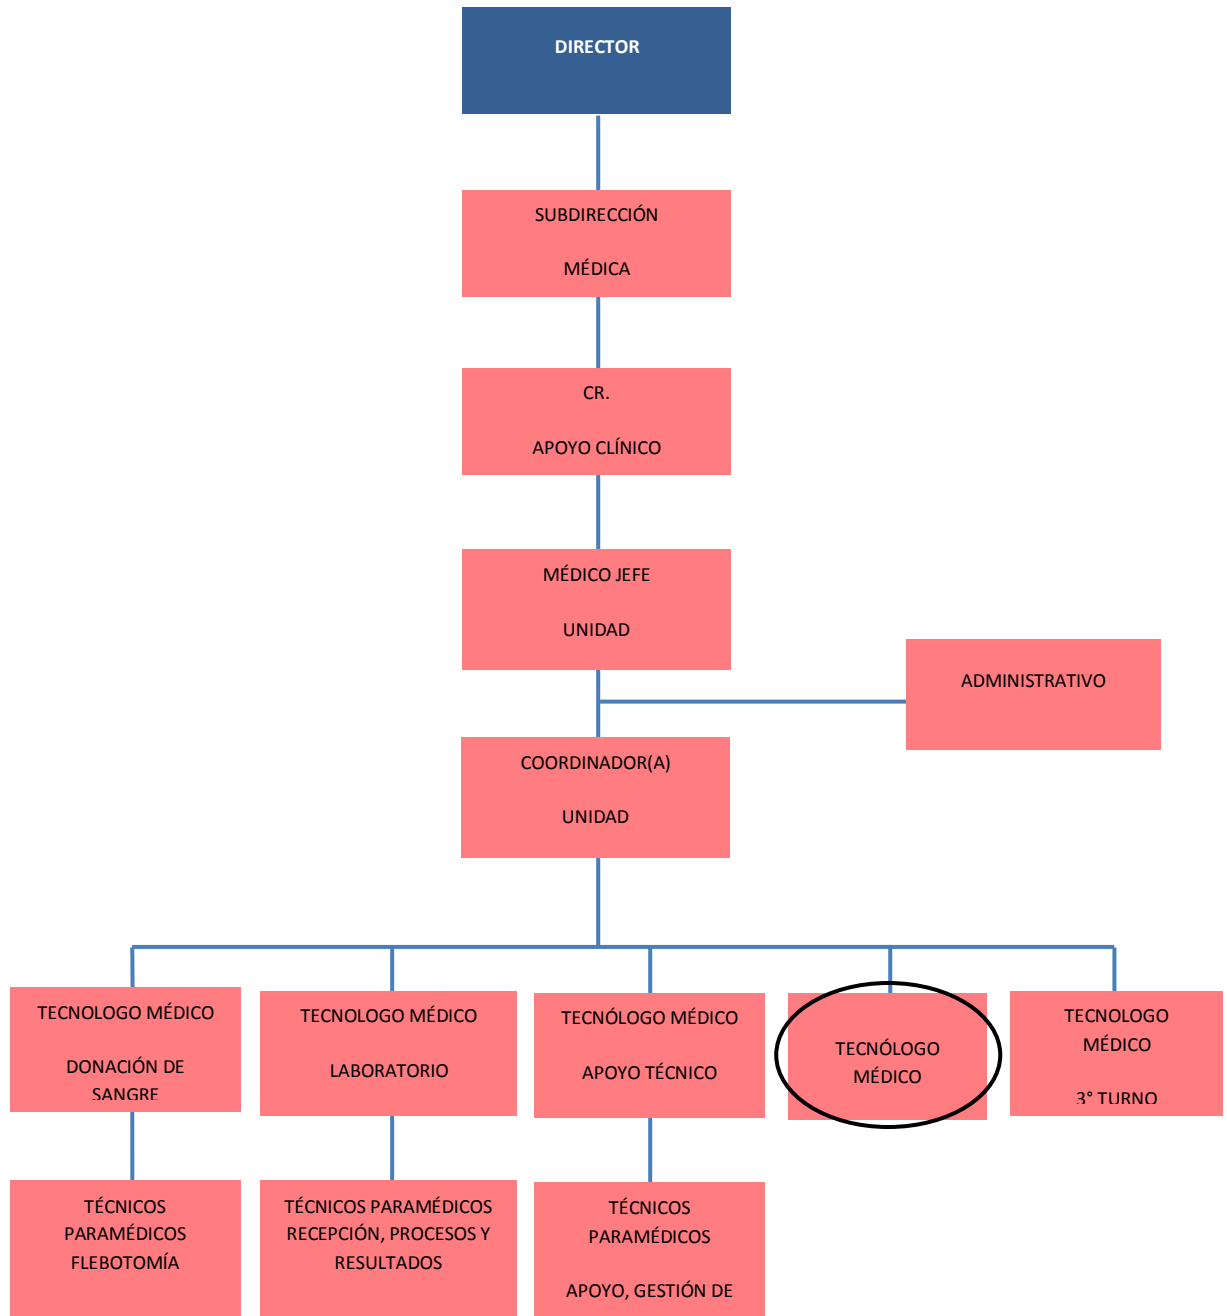 DIRECTOR
SUBDIRECCIÓN
MÉDICA
CR.
APOYO CLÍNICO
MÉDICO JEFE
UNIDAD
ADMINISTRATIVO
COORDINADOR(A)
UNIDAD
TECNOLOGO MÉDICO
DONACIÓN DE
SANGRE
TECNOLOGO MÉDICO
LABORATORIO
TECNÓLOGO MÉDICO
APOYO TÉCNICO
TECNÓLOGO
MÉDICO
TECNOLOGO
MÉDICO
3° TURNO
TÉCNICOS
PARAMÉDICOS
FLEBOTOMÍA
TÉCNICOS PARAMÉDICOS
RECEPCIÓN, PROCESOS Y
RESULTADOS
TÉCNICOS
PARAMÉDICOS
APOYO, GESTIÓN DE